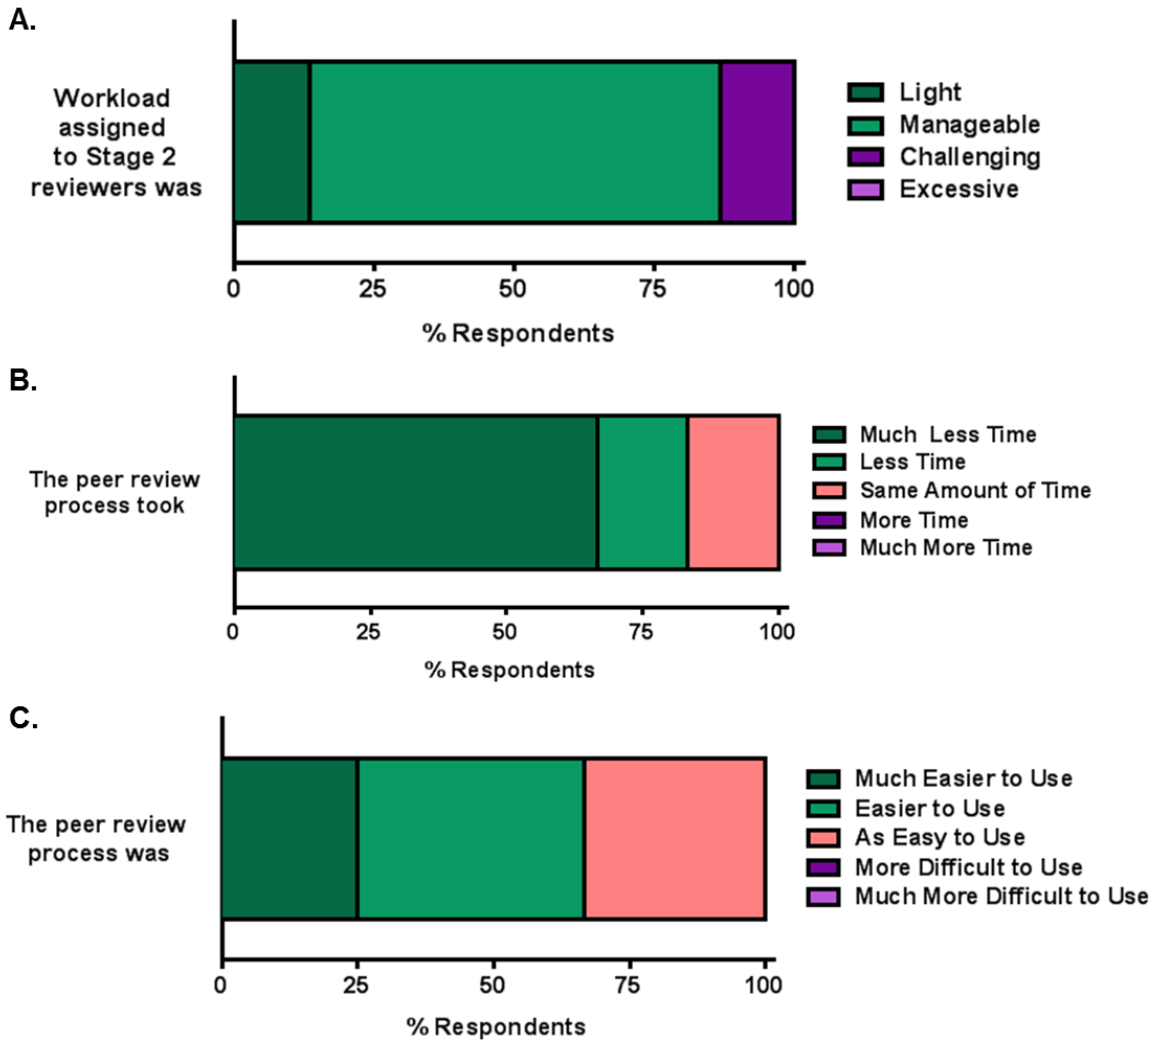 A.
Workload
assigned
to Stage 2
reviewers was
Light
Manageable
Challenging
Excessive
0 25 50 75 100
% Respondents
B.
The peer review
process took
Much Less Time
Less Time
Same Amount of Time
More Time
Much More Time
0 25 50 75 100
% Respondents
C.
The peer review
process was
Much Easier to Use
Easier to Use
As Easy to Use
More Difficult to Use
Much More Difficult to Use
0 25 50 75 100
% Respondents